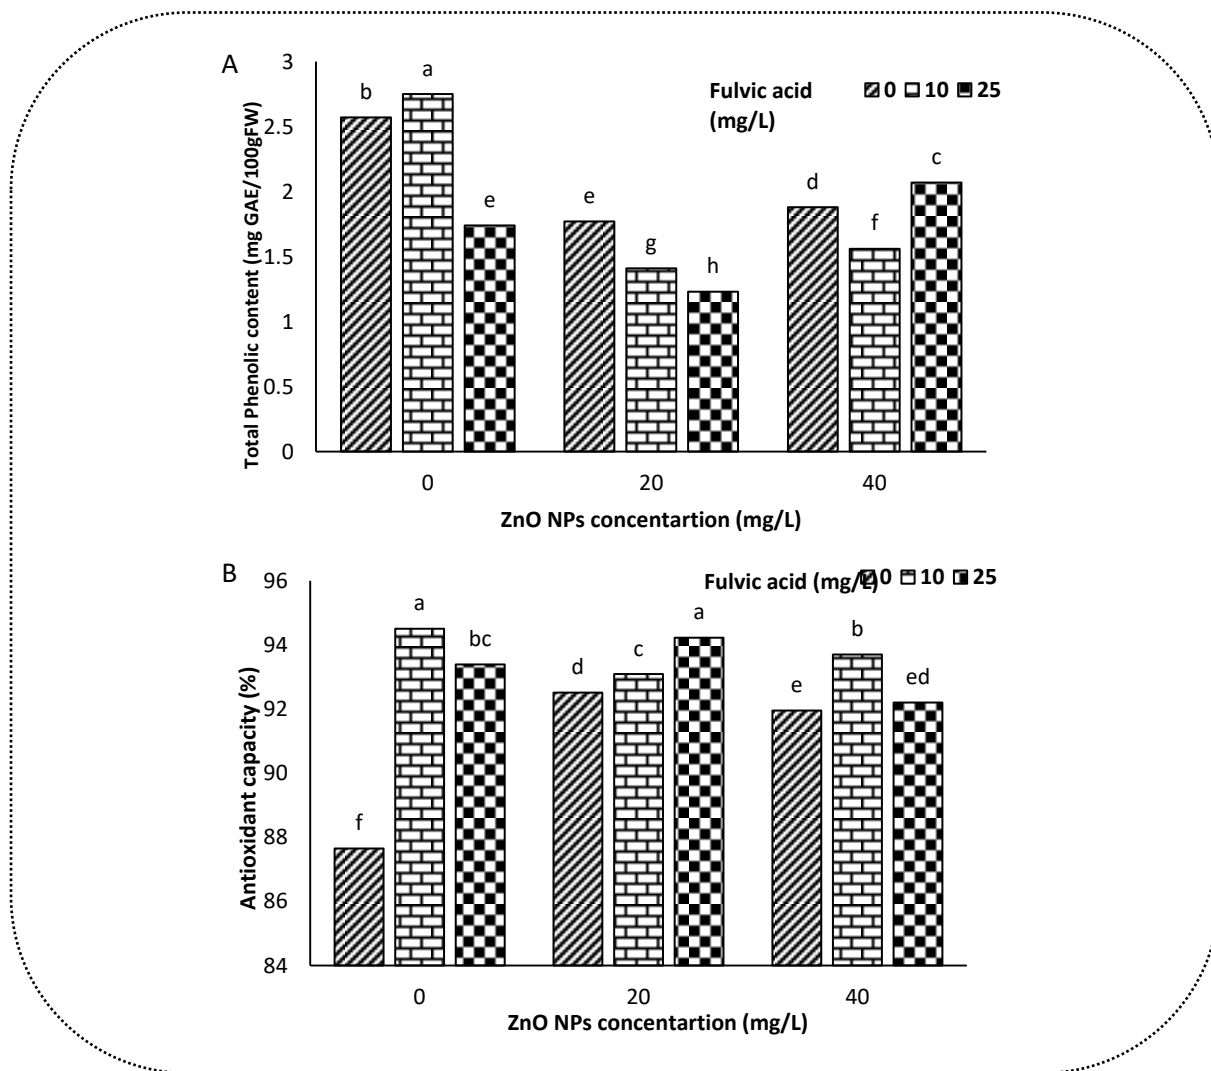 A
Fulvic acid
(mg/L)
0 10 25
Total Phenolic content (mg GAE/100gFW)
3
2.5
2
1.5
1
0.5
0
b a e
e g h
d f c
0 20 40
ZnO NPs concentartion (mg/L)
B
Fulvic acid (mg/L)
0 10 25
Antioxidant capacity (%)
96
94
92
90
88
86
84
f a bc
d c a
e b ed
0 20 40
ZnO NPs concentartion (mg/L)